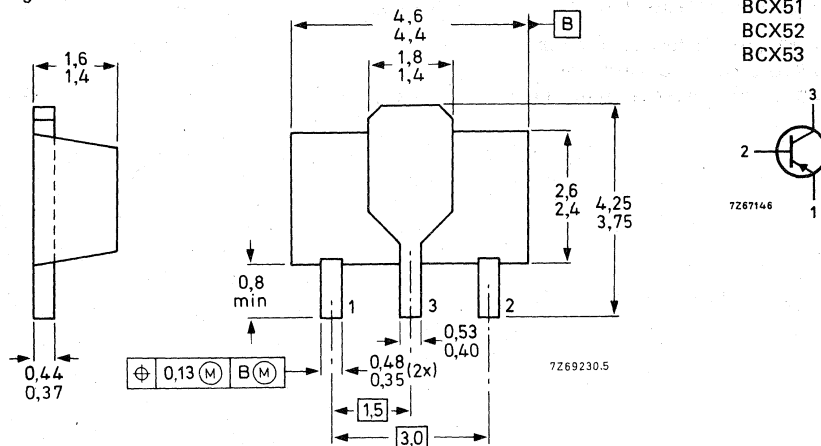 BCX51
BCX52
BCX53
4,6
4,4
B
1,6
1,4
1,8
1,4
3
2
1
7Z67146
2,6
2,4
4,25
3,75
0,8
min
1
3
2
0,53
0,40
0,44
0,37
⌖ 0,13 Ⓜ B Ⓜ
0,48
0,35 (2x)
7Z69230.5
1,5
3,0